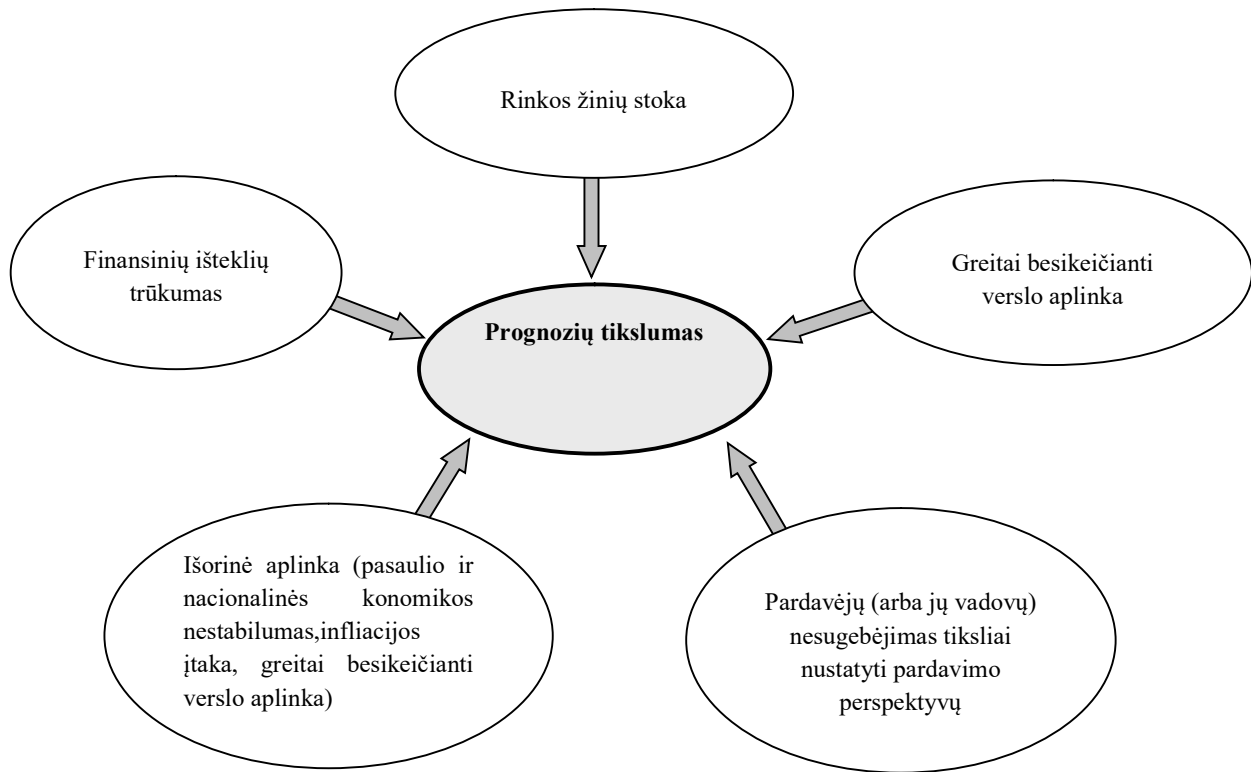 Rinkos žinių stoka
Finansinių išteklių
trūkumas
Greitai besikeičianti
verslo aplinka
Prognozių tikslumas
Išorinė aplinka (pasaulio ir
nacionalinės konomikos
nestabilumas,infliacijos
įtaka, greitai besikeičianti
verslo aplinka)
Pardavėjų (arba jų vadovų)
nesugebėjimas tiksliai
nustatyti pardavimo
perspektyvų